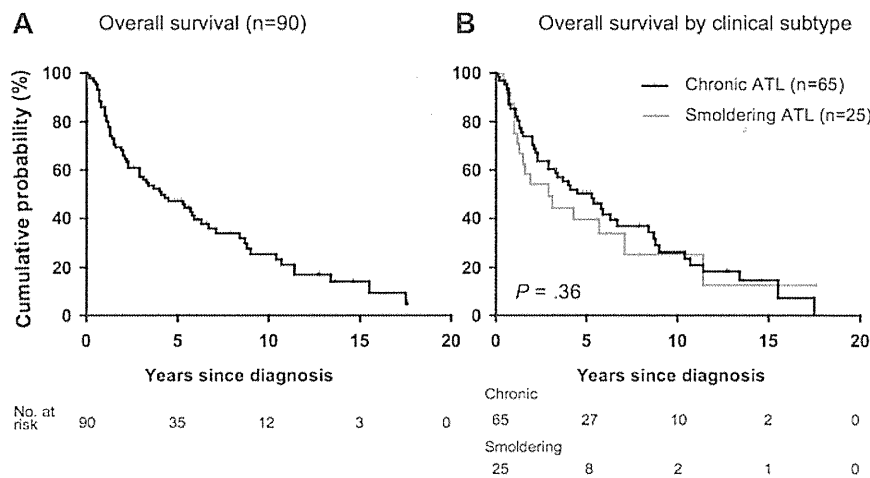 A Overall survival (n=90)
Cumulative probability (%)
100
80
60
40
20
0
0 5 10 15 20
Years since diagnosis
No. at
risk
90 35 12 3 0
B Overall survival by clinical subtype
100
80
60
40
20
0
Chronic ATL (n=65)
Smoldering ATL (n=25)
P = .36
0 5 10 15 20
Years since diagnosis
Chronic
65 27 10 2 0
Smoldering
25 8 2 1 0